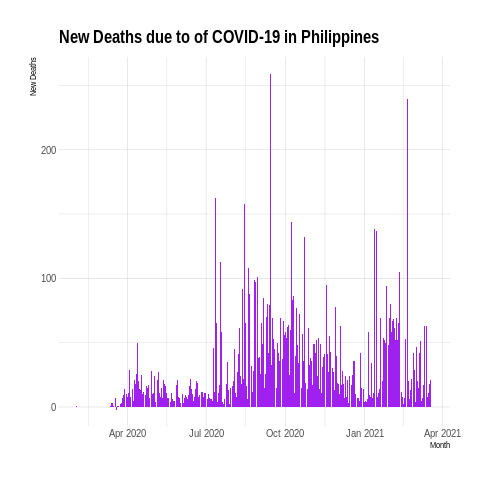 New Deaths due to of COVID-19 in Philippines
New Deaths
200
100
0
Apr 2020 Jul 2020 Oct 2020 Jan 2021 Apr 2021
Month